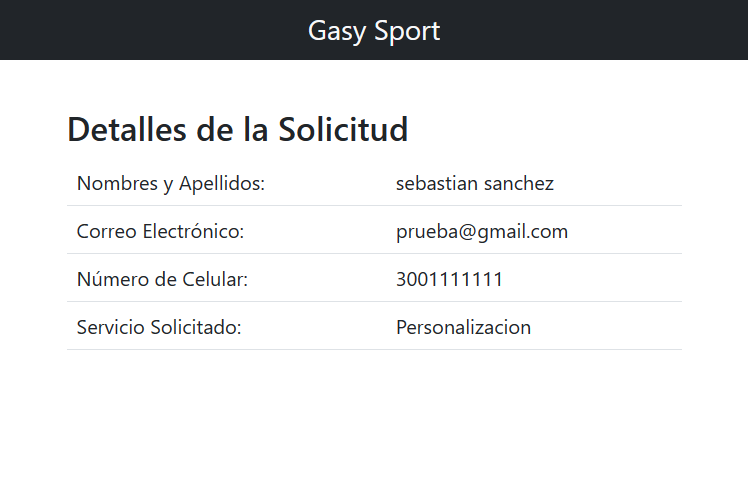 Gasy Sport
Detalles de la Solicitud
Nombres y Apellidos: sebastian sanchez
Correo Electrónico: prueba@gmail.com
Número de Celular: 3001111111
Servicio Solicitado: Personalizacion